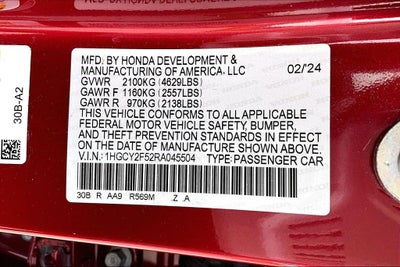 MFD. BY HONDA DEVELOPMENT &
MANUFACTURING OF AMERICA, LLC 02/'24
GVWR 2100KG (4629LBS)
GAWR F 1160KG (2557LBS)
GAWR R 970KG (2138LBS)
THIS VEHICLE CONFORMS TO ALL APPLICABLE
FEDERAL MOTOR VEHICLE SAFETY, BUMPER,
AND THEFT PREVENTION STANDARDS IN EFFECT
ON THE DATE OF MANUFACTURE SHOWN ABOVE.
V.I.N:1HGCY2F52RA045504 TYPE:PASSENGER CAR
30B R AA9 R569M Z A
30B-A2